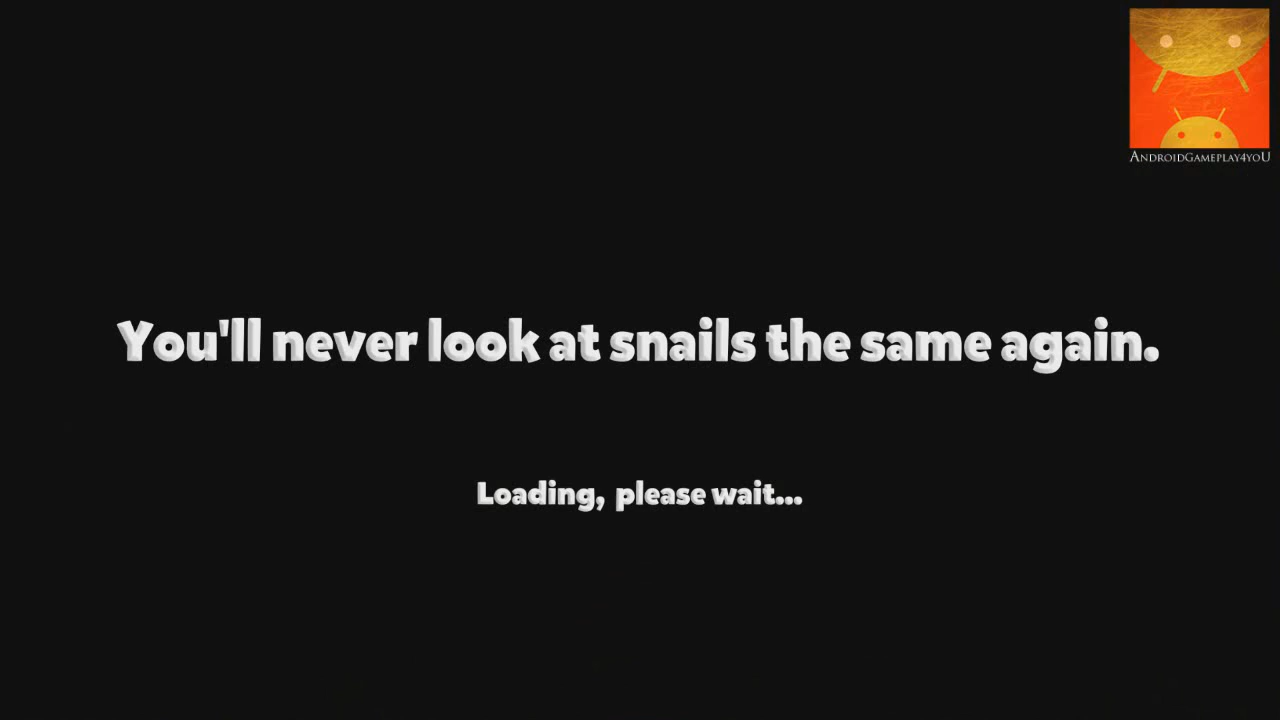 AndroidGameplay4yoU
You'll never look at snails the same again.
Loading, please wait...